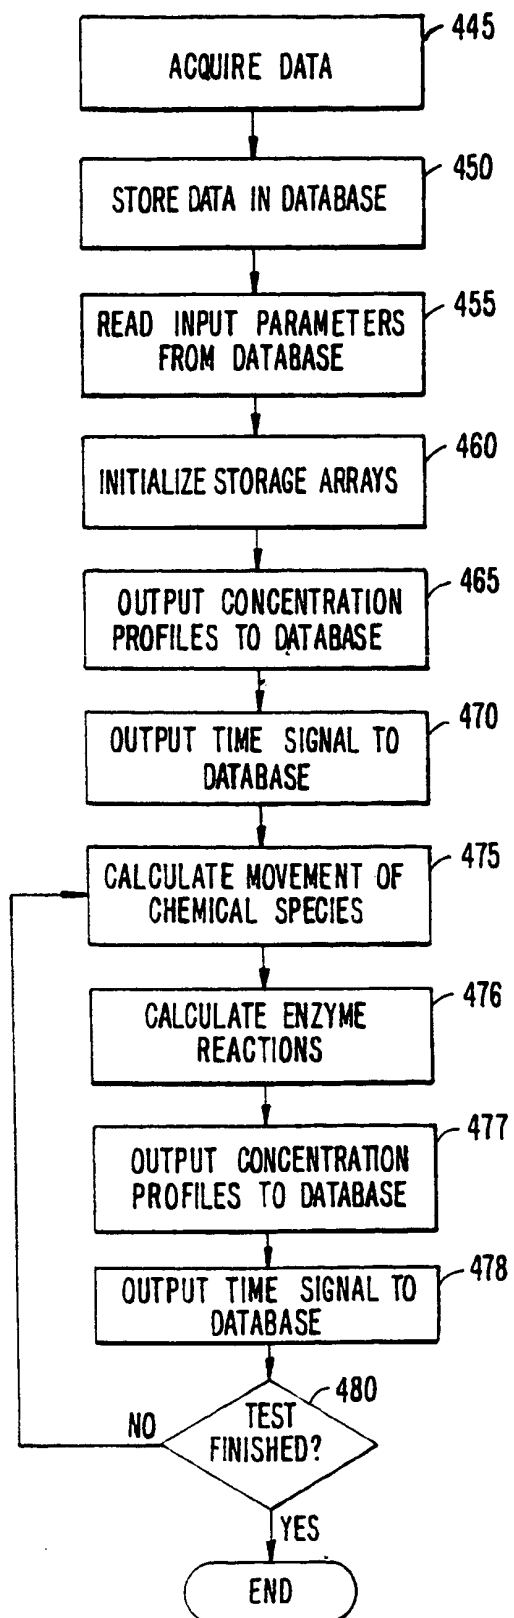 445
ACQUIRE DATA
450
STORE DATA IN DATABASE
455
READ INPUT PARAMETERS
FROM DATABASE
460
INITIALIZE STORAGE ARRAYS
465
OUTPUT CONCENTRATION
PROFILES TO DATABASE
470
OUTPUT TIME SIGNAL TO
DATABASE
475
CALCULATE MOVEMENT OF
CHEMICAL SPECIES
476
CALCULATE ENZYME
REACTIONS
477
OUTPUT CONCENTRATION
PROFILES TO DATABASE
478
OUTPUT TIME SIGNAL TO
DATABASE
480
TEST
FINISHED?
NO
YES
END